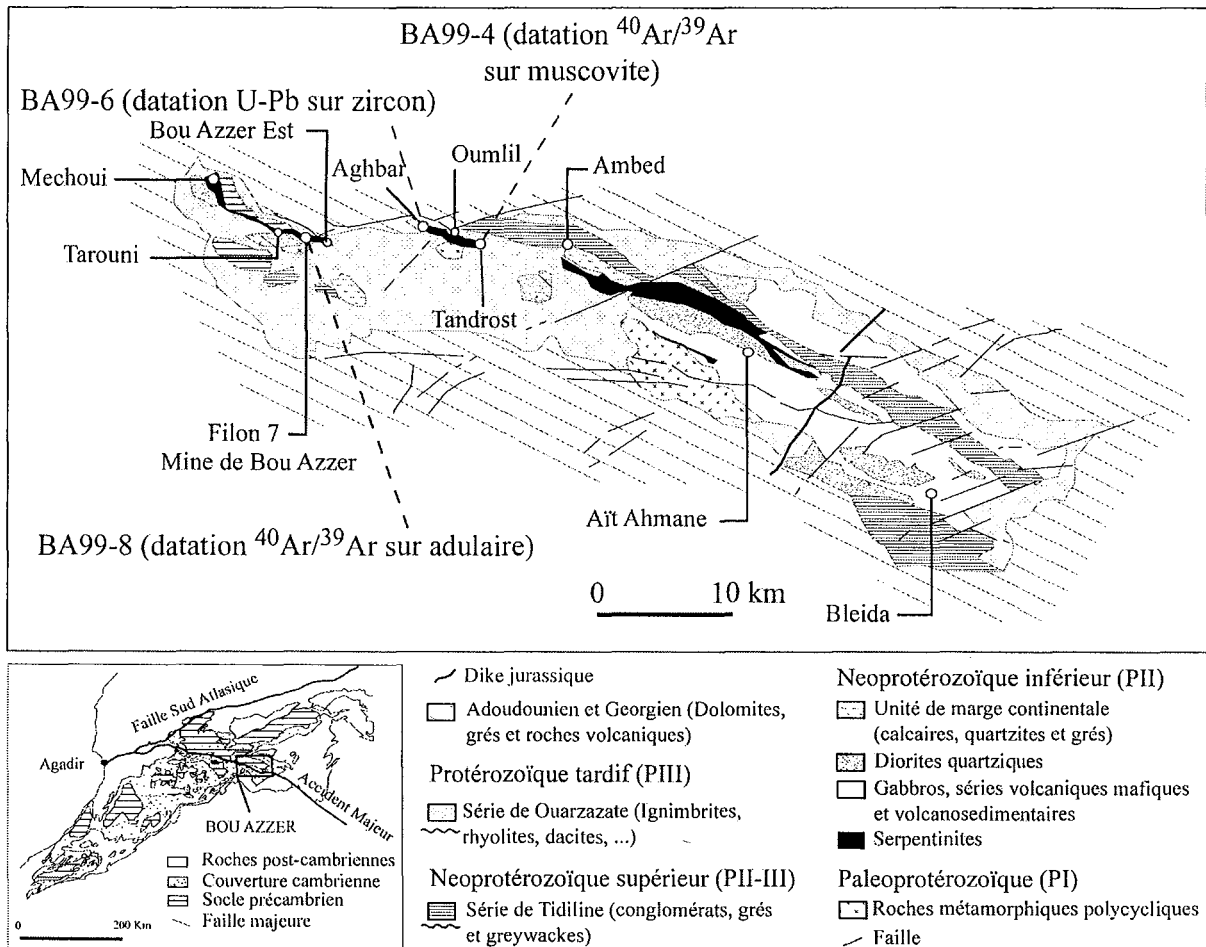 BA99-4 (datation ⁴⁰Ar/³⁹Ar
sur muscovite)
BA99-6 (datation U-Pb sur zircon)
Bou Azzer Est
Mechoui
Aghbar
Oumlil
Ambed
Tarouni
Tandrost
Filon 7
Mine de Bou Azzer
Aït Ahmane
BA99-8 (datation ⁴⁰Ar/³⁹Ar sur adulaire)
0 10 km
Bleida
Faille Sud Atlasique
Agadir
Accident Majeur
BOU AZZER
Roches post-cambriennes
Couverture cambrienne
Socle précambrien
Faille majeure
0 200 Km
Dike jurassique
Adoudounien et Georgien (Dolomites,
grés et roches volcaniques)
Protérozoïque tardif (PIII)
Série de Ouarzazate (Ignimbrites,
rhyolites, dacites, ...)
Neoprotérozoïque supérieur (PII-III)
Série de Tidiline (conglomérats, grés
et greywackes)
Neoprotérozoïque inférieur (PII)
Unité de marge continentale
(calcaires, quartzites et grés)
Diorites quartziques
Gabbros, séries volcaniques mafiques
et volcanosedimentaires
Serpentinites
Paleoprotérozoïque (PI)
Roches métamorphiques polycycliques
Faille